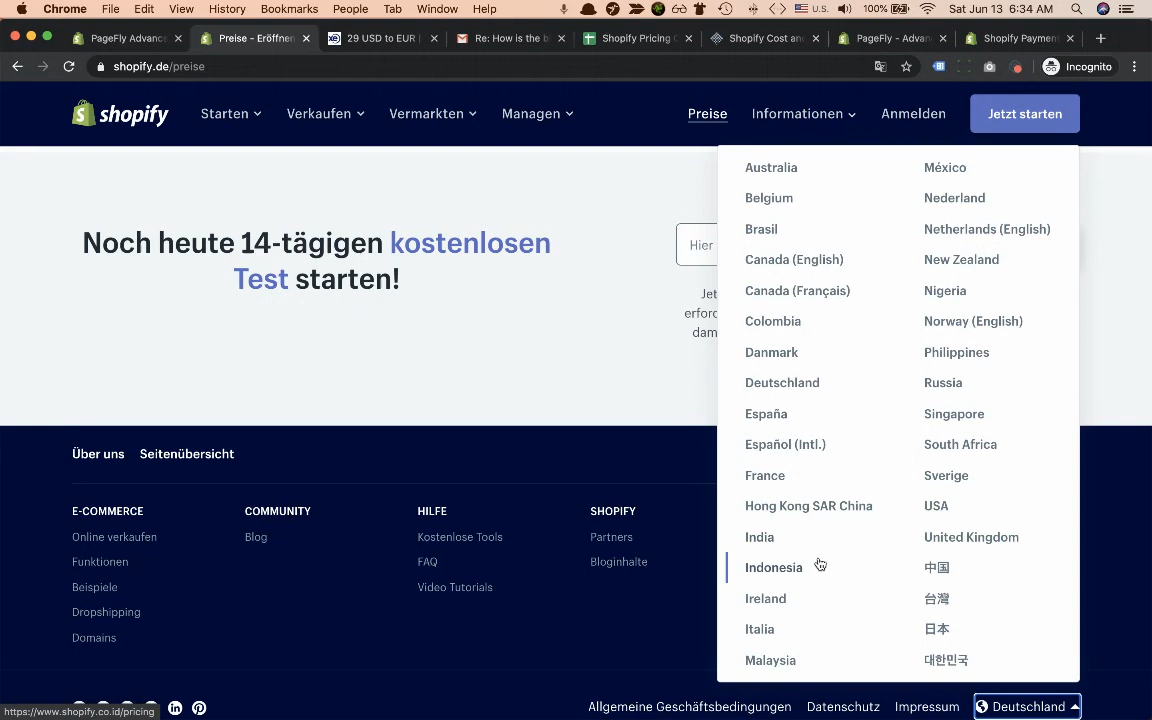 Chrome File Edit View History Bookmarks People Tab Window Help U.S. 100% Sat Jun 13 6:34 AM
PageFly Advanc Preise - Eröffnen 29 USD to EUR Re: How is the b Shopify Pricing Shopify Cost and PageFly - Advan Shopify Payment
shopify.de/preise Incognito
shopify Starten Verkaufen Vermarkten Managen Preise Informationen Anmelden Jetzt starten
Noch heute 14-tägigen kostenlosen
Test starten!
Hier
Jet
erforc
dam
Australia
Belgium
Brasil
Canada (English)
Canada (Français)
Colombia
Danmark
Deutschland
España
Español (Intl.)
France
Hong Kong SAR China
India
Indonesia
Ireland
Italia
Malaysia
México
Nederland
Netherlands (English)
New Zealand
Nigeria
Norway (English)
Philippines
Russia
Singapore
South Africa
Sverige
USA
United Kingdom
中国
台灣
日本
대한민국
Über uns Seitenübersicht
E-COMMERCE
Online verkaufen
Funktionen
Beispiele
Dropshipping
Domains
COMMUNITY
Blog
HILFE
Kostenlose Tools
FAQ
Video Tutorials
SHOPIFY
Partners
Bloginhalte
Allgemeine Geschäftsbedingungen Datenschutz Impressum Deutschland
https://www.shopify.co.id/pricing